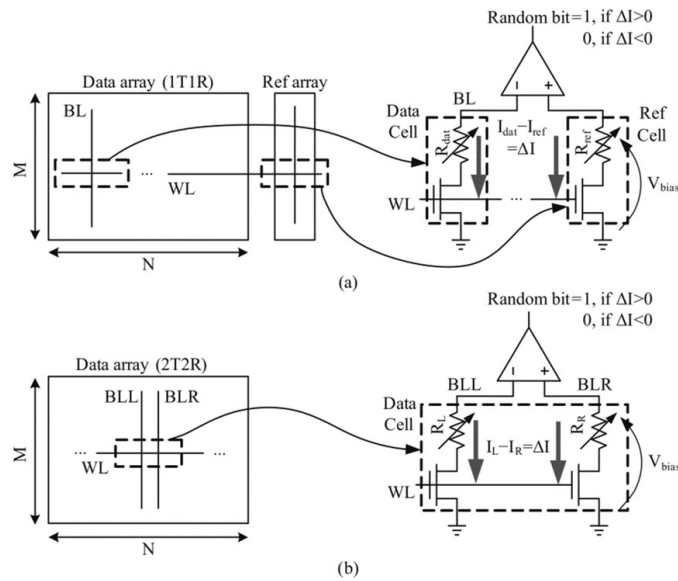 Random bit=1, if ΔI>0
0, if ΔI<0
Data array (1T1R)
Ref array
BL
M
...
WL
N
BL
- +
Data
Cell
R_dat
I_dat–I_ref
=ΔI
R_ref
Ref
Cell
V_bias
WL
...
(a)
Random bit=1, if ΔI>0
0, if ΔI<0
Data array (2T2R)
BLL
BLR
M
...
...
WL
N
BLL
- +
BLR
Data
Cell
R_L
I_L–I_R=ΔI
R_R
V_bias
WL
(b)